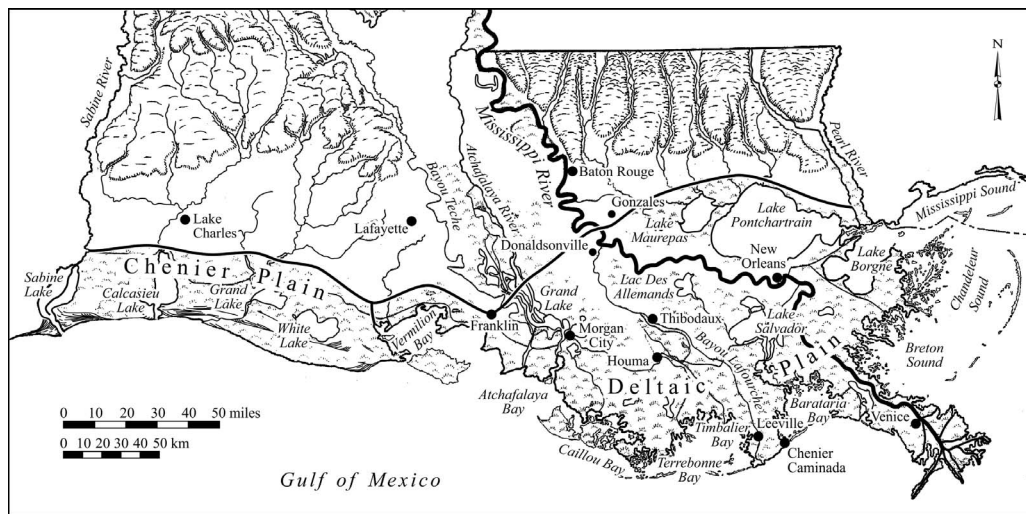 N
Sabine River
Mississippi River
Atchafalaya River
Bayou Teche
Pearl River
Baton Rouge
Gonzales
Mississippi Sound
Lake
Charles
Lafayette
Lake
Maurepas
Lake
Pontchartrain
Donaldsonville
New
Orleans
Lake
Borgne
Chandeleur
Sound
Chenier Plain
Sabine
Lake
Calcasieu
Lake
Grand
Lake
White
Lake
Vermilion
Bay
Franklin
Grand
Lake
Lac Des
Allemands
Morgan
City
Thibodaux
Lake
Salvador
Breton
Sound
Houma
Bayou Lafourche
Deltaic Plain
Atchafalaya
Bay
Barataria
Bay
Venice
Timbalier
Bay
Leeville
Chenier
Caminada
Caillou Bay
Terrebonne
Bay
0 10 20 30 40 50 miles
0 10 20 30 40 50 km
Gulf of Mexico